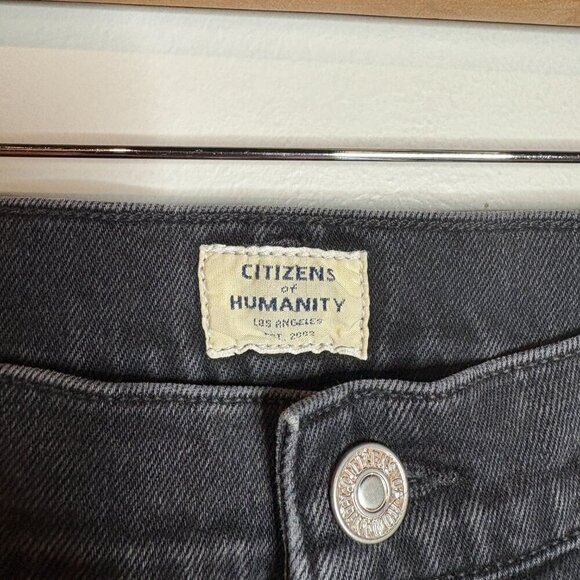 CITIZENS
of
HUMANITY
LOS ANGELES
EST. 2003